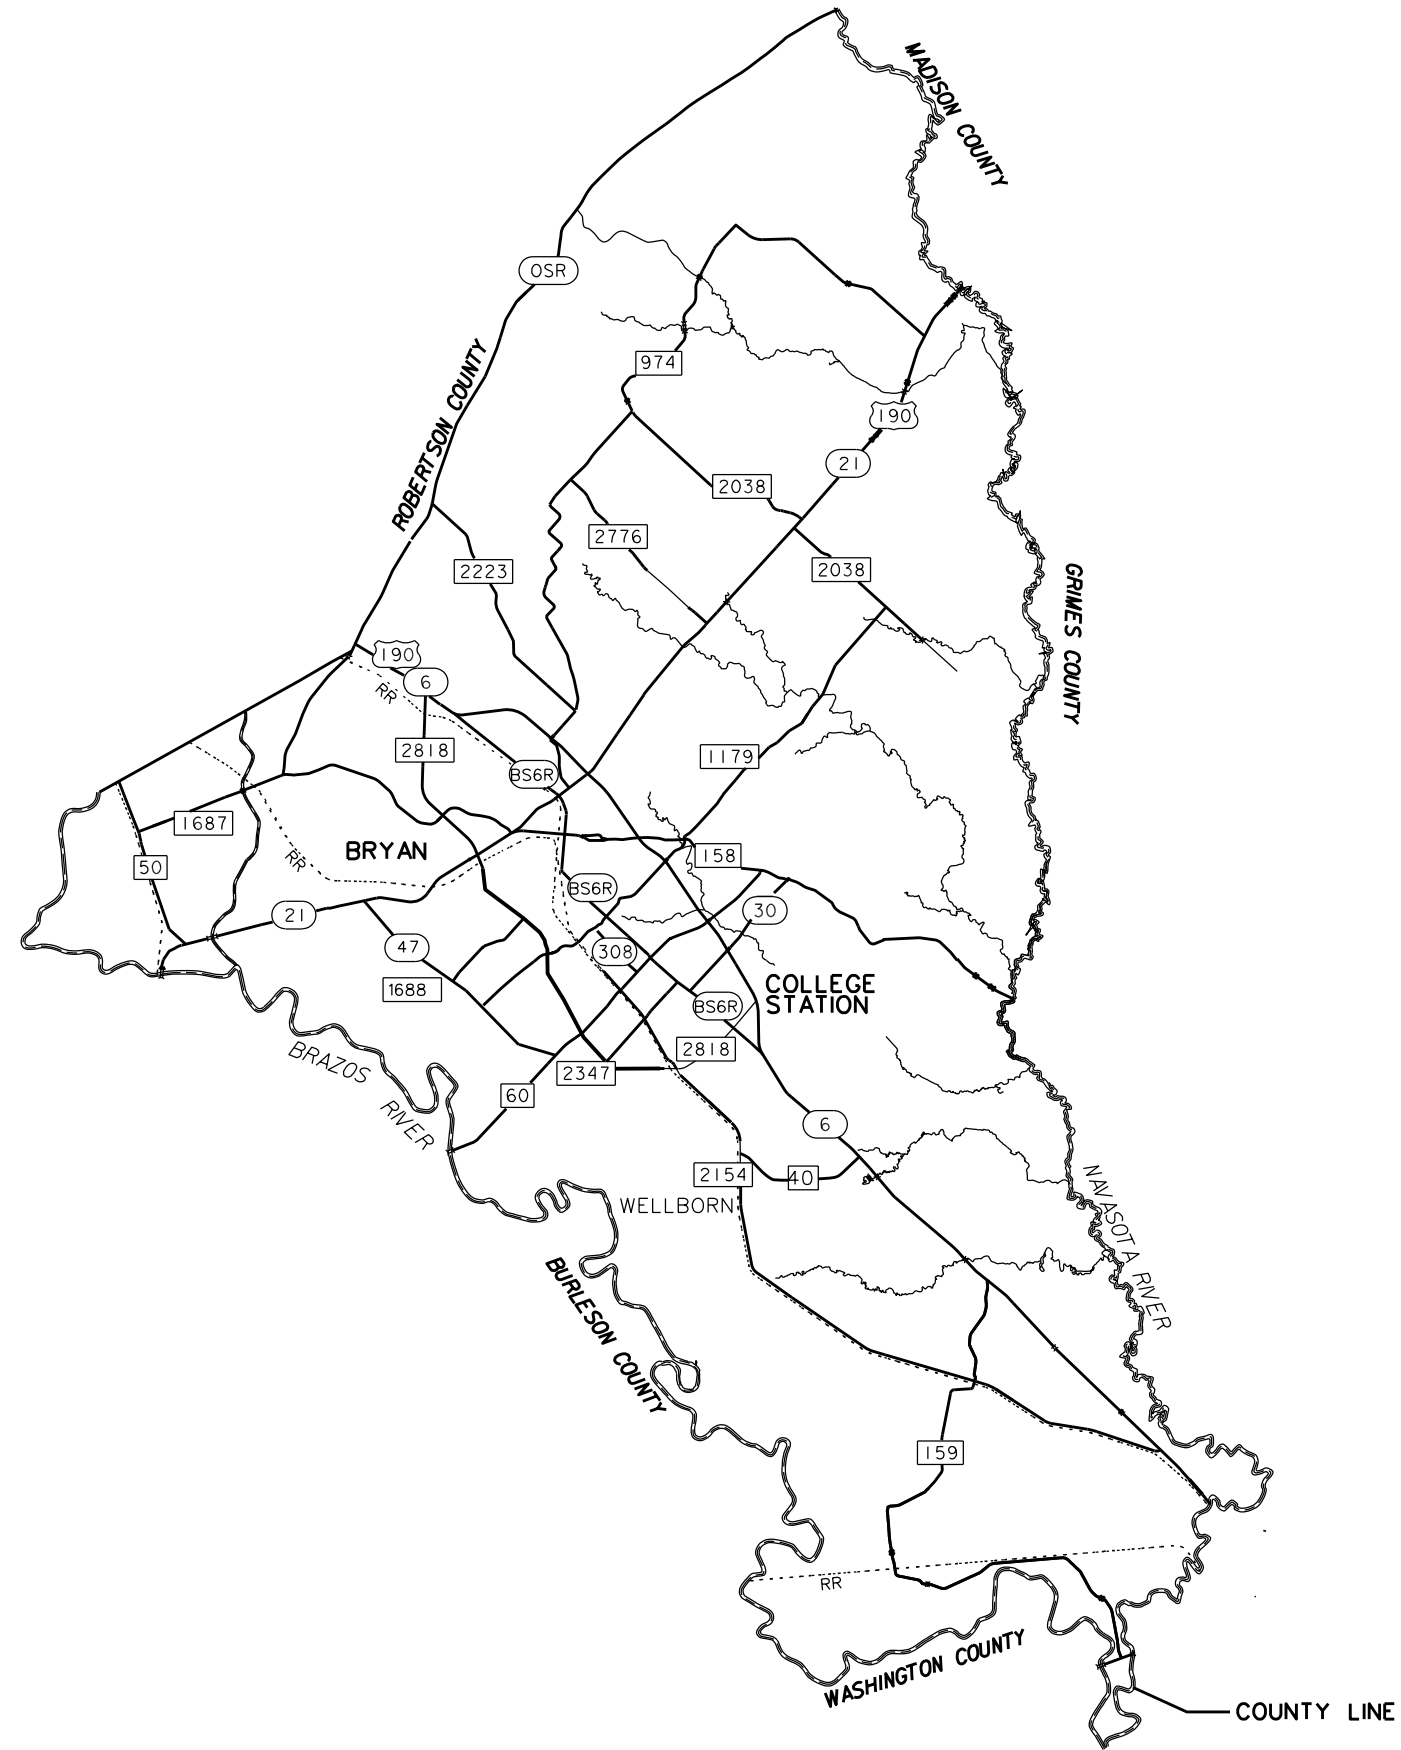 MADISON COUNTY
OSR
974
ROBERTSON COUNTY
190
21
2038
2776
2038
2223
GRIMES COUNTY
190
6
RR
2818
1179
BS6R
1687
BRYAN
158
50
RR
BS6R
21
30
47
308
1688
COLLEGE
STATION
BS6R
BRAZOS
RIVER
2818
2347
60
6
2154
40
NAVASOTA RIVER
WELLBORN
BURLESON COUNTY
159
RR
WASHINGTON COUNTY
COUNTY LINE